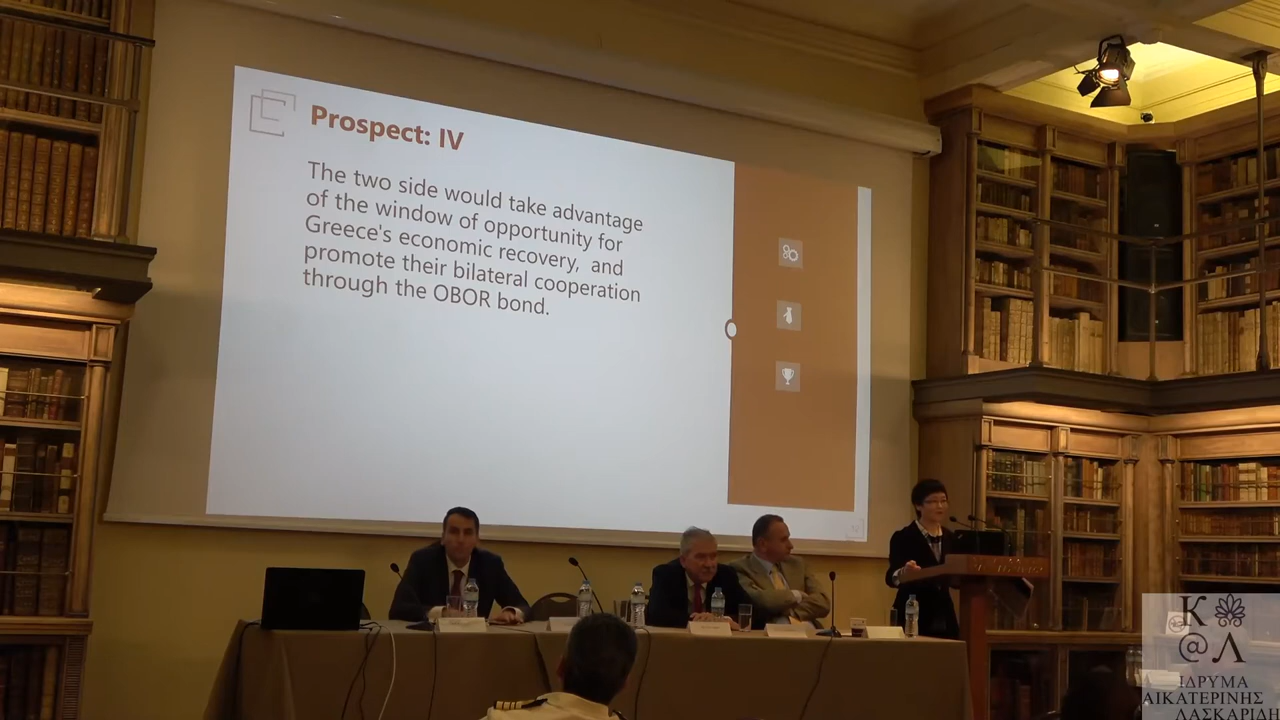 Prospect: IV
The two side would take advantage
of the window of opportunity for
Greece's economic recovery, and
promote their bilateral cooperation
through the OBOR bond.
Κ
@ Λ
ΙΔΡΥΜΑ
ΑΙΚΑΤΕΡΙΝΗΣ
ΛΑΣΚΑΡΙΔΗ